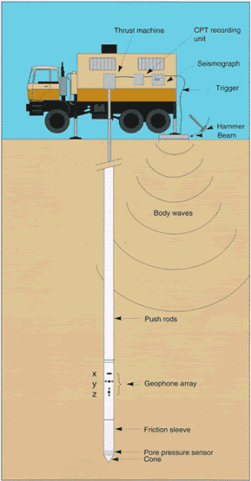 Thrust machine
CPT recording
unit
Seismograph
Trigger
Hammer
Beam
Body waves
Push rods
x
y
z
Geophone array
Friction sleeve
Pore pressure sensor
Cone